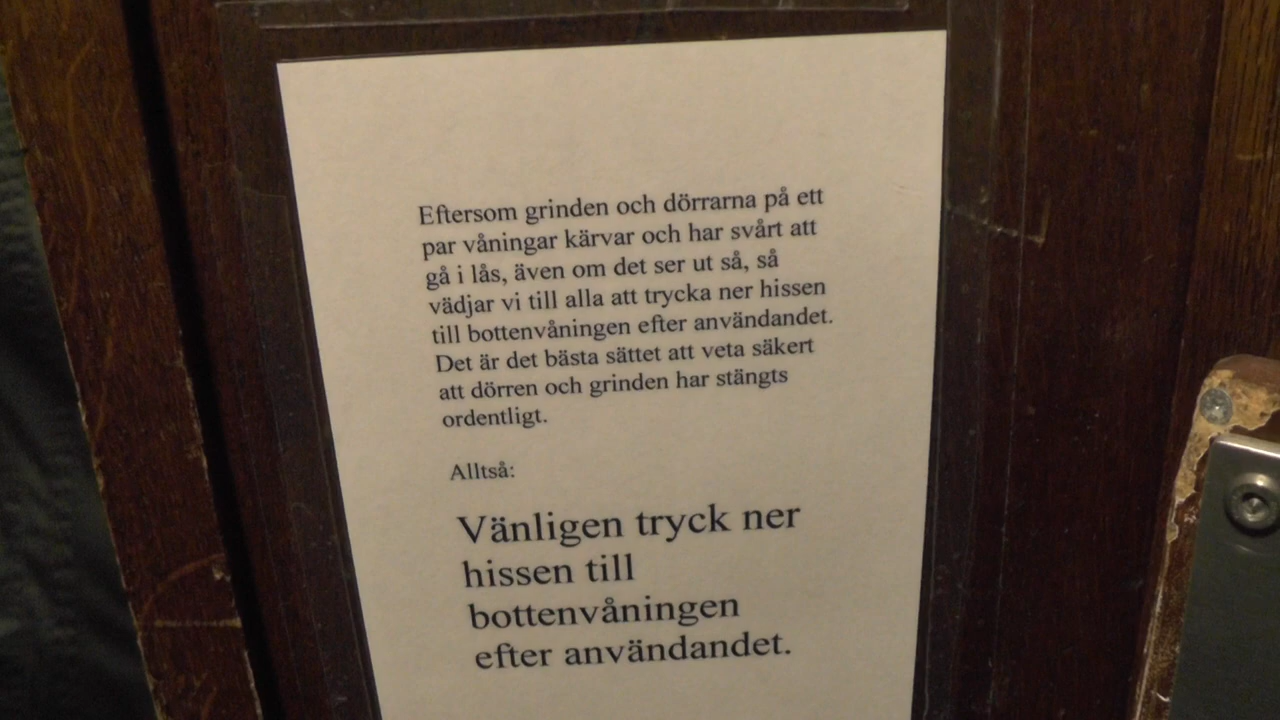 Eftersom grinden och dörrarna på ett
par våningar kärvar och har svårt att
gå i lås, även om det ser ut så, så
vädjar vi till alla att trycka ner hissen
till bottenvåningen efter användandet.
Det är det bästa sättet att veta säkert
att dörren och grinden har stängts
ordentligt.
Alltså:
Vänligen tryck ner
hissen till
bottenvåningen
efter användandet.